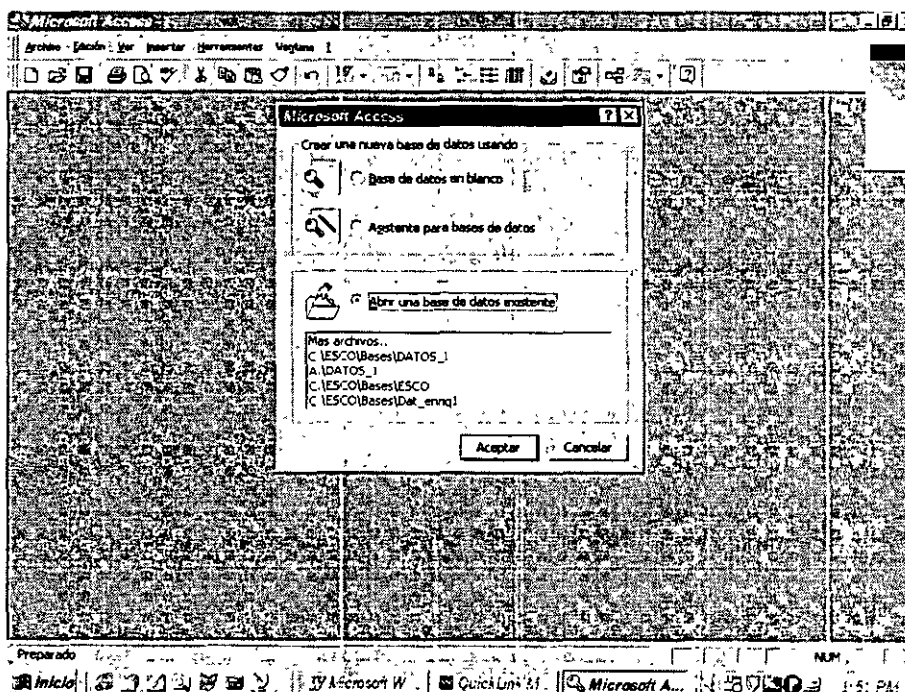 Microsoft Access
Archivo Edición Ver Insertar Herramientas Ventana ?
Microsoft Access
Crear una nueva base de datos usando
Base de datos en blanco
Asistente para bases de datos
Abrir una base de datos existente
Mas archivos..
C:\ESCO\Bases\DATOS_1
A:\DATOS_1
C:\ESCO\Bases\ESCO
C:\ESCO\Bases\Dat_enriq1
Aceptar
Cancelar
Preparado
NUM
Inicio
Microsoft W
QuickLink
Microsoft A...